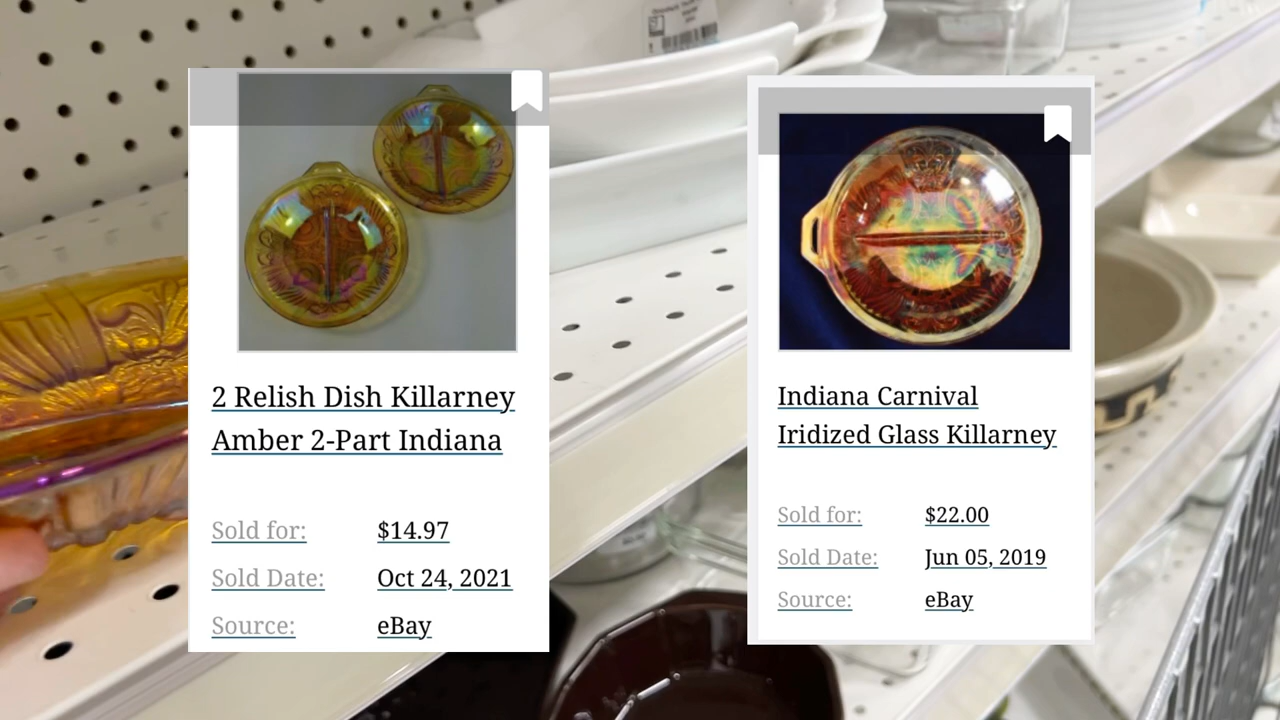 2 Relish Dish Killarney
Amber 2-Part Indiana
Sold for: $14.97
Sold Date: Oct 24, 2021
Source: eBay
Indiana Carnival
Iridized Glass Killarney
Sold for: $22.00
Sold Date: Jun 05, 2019
Source: eBay